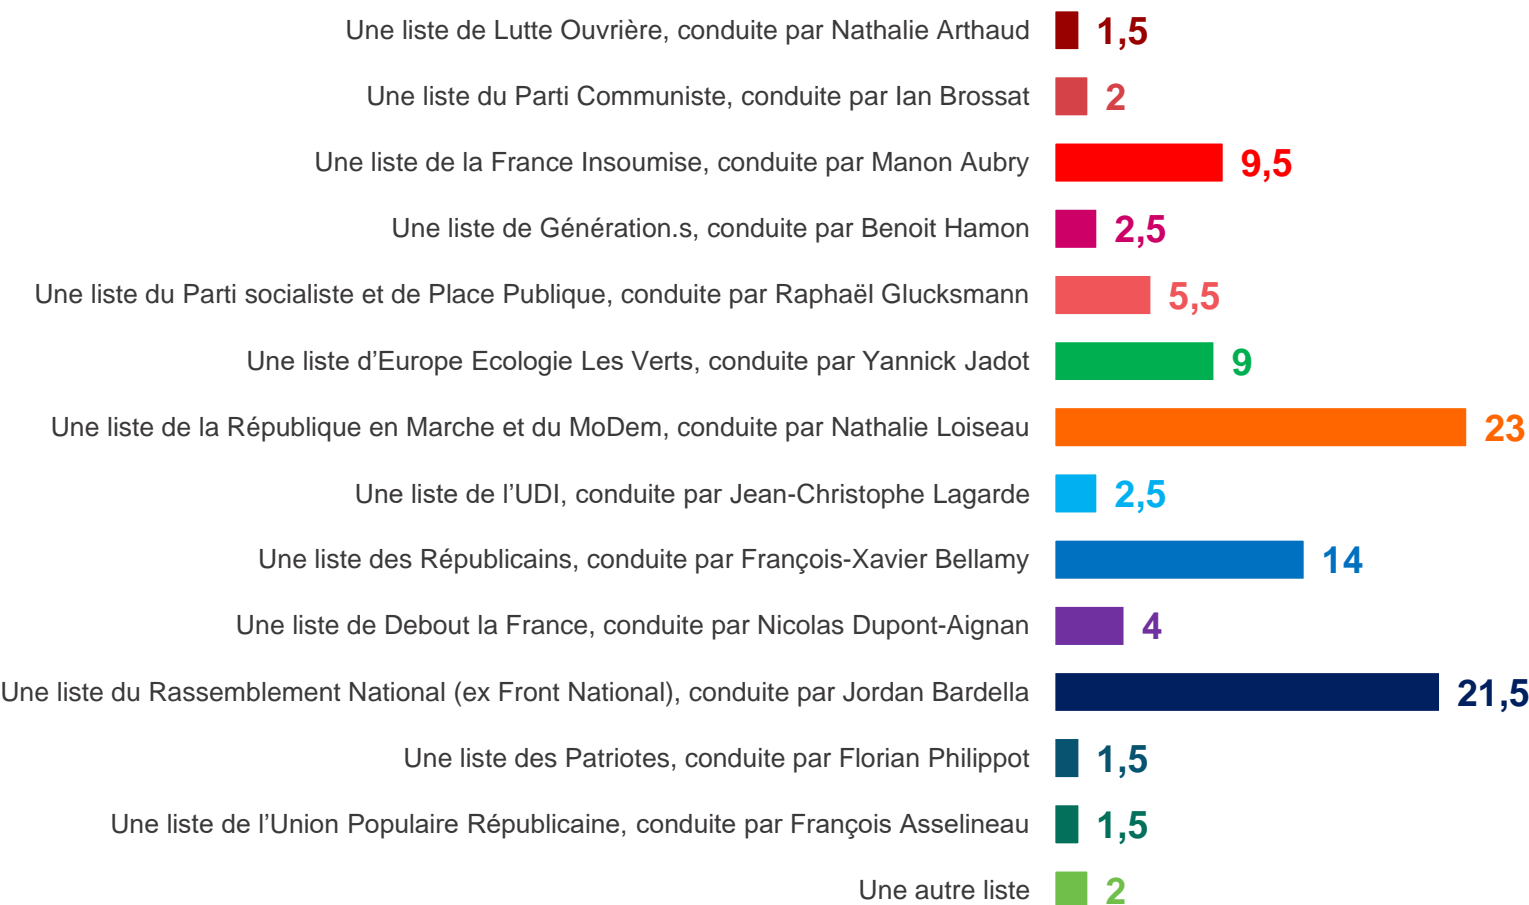 Une liste de Lutte Ouvrière, conduite par Nathalie Arthaud 1,5
Une liste du Parti Communiste, conduite par Ian Brossat 2
Une liste de la France Insoumise, conduite par Manon Aubry 9,5
Une liste de Génération.s, conduite par Benoit Hamon 2,5
Une liste du Parti socialiste et de Place Publique, conduite par Raphaël Glucksmann 5,5
Une liste d’Europe Ecologie Les Verts, conduite par Yannick Jadot 9
Une liste de la République en Marche et du MoDem, conduite par Nathalie Loiseau 23
Une liste de l’UDI, conduite par Jean-Christophe Lagarde 2,5
Une liste des Républicains, conduite par François-Xavier Bellamy 14
Une liste de Debout la France, conduite par Nicolas Dupont-Aignan 4
Une liste du Rassemblement National (ex Front National), conduite par Jordan Bardella 21,5
Une liste des Patriotes, conduite par Florian Philippot 1,5
Une liste de l’Union Populaire Républicaine, conduite par François Asselineau 1,5
Une autre liste 2